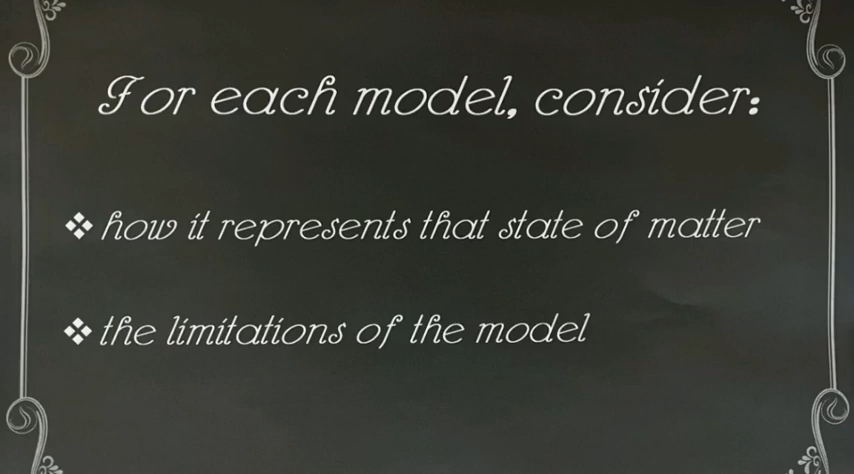 For each model, consider:
❖ how it represents that state of matter
❖ the limitations of the model